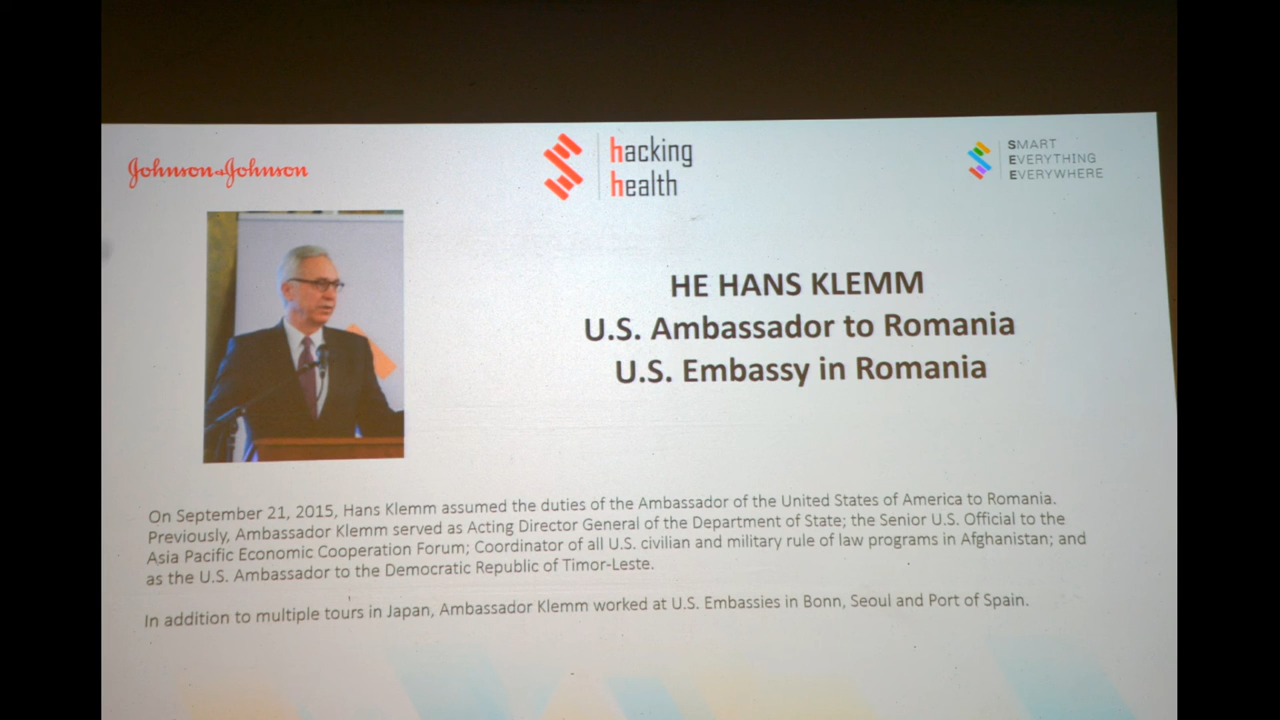 Johnson&Johnson
hacking
health
SMART
EVERYTHING
EVERYWHERE
HE HANS KLEMM
U.S. Ambassador to Romania
U.S. Embassy in Romania
On September 21, 2015, Hans Klemm assumed the duties of the Ambassador of the United States of America to Romania.
Previously, Ambassador Klemm served as Acting Director General of the Department of State; the Senior U.S. Official to the
Asia Pacific Economic Cooperation Forum; Coordinator of all U.S. civilian and military rule of law programs in Afghanistan; and
as the U.S. Ambassador to the Democratic Republic of Timor-Leste.
In addition to multiple tours in Japan, Ambassador Klemm worked at U.S. Embassies in Bonn, Seoul and Port of Spain.